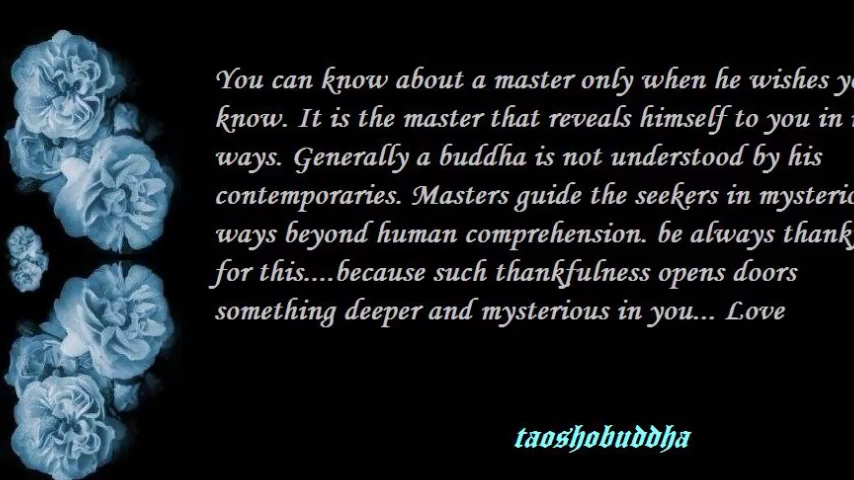 You can know about a master only when he wishes
know. It is the master that reveals himself to you in
ways. Generally a buddha is not understood by his
contemporaries. Masters guide the seekers in
ways beyond human comprehension. be always
for this....because such thankfulness opens doors
something deeper and mysterious in you... Love
taoshobuddha